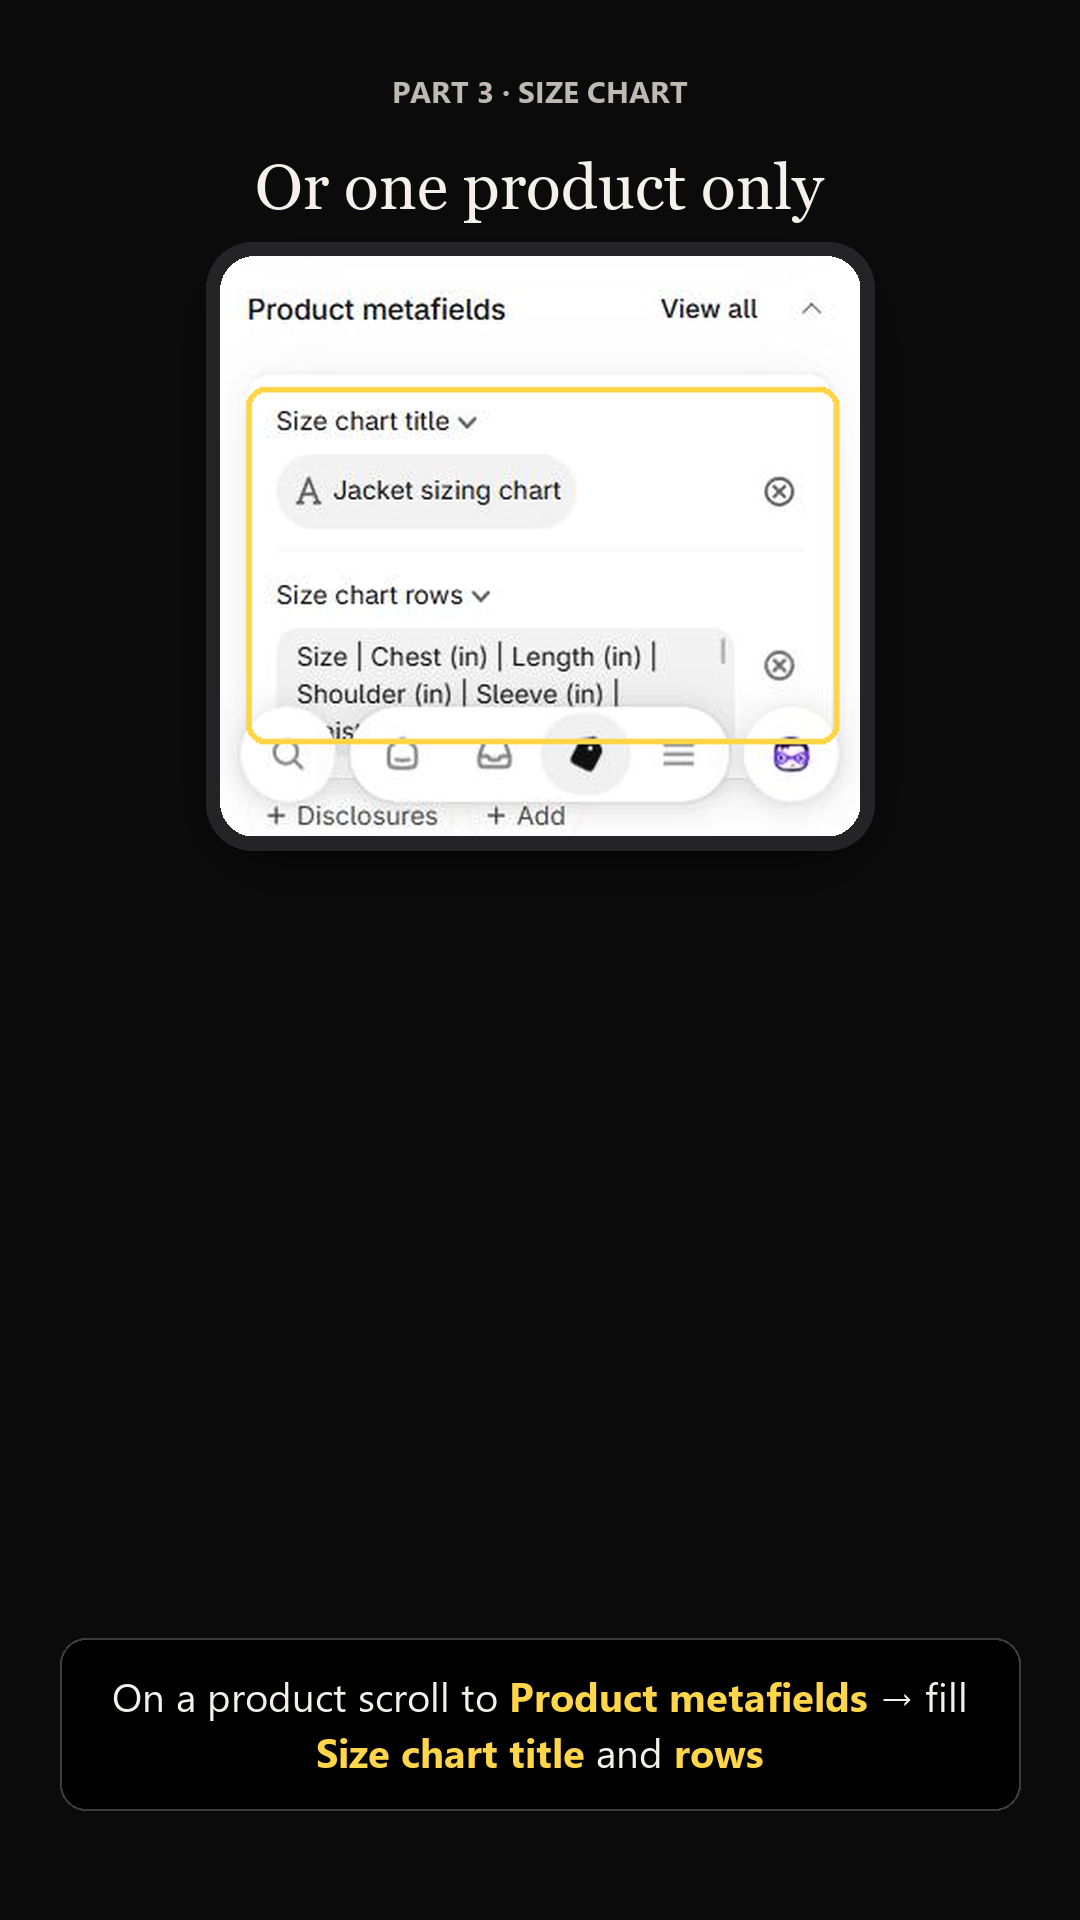 PART 3 · SIZE CHART
Or one product only
Product metafields View all
Size chart title
Jacket sizing chart
Size chart rows
Size | Chest (in) | Length (in) |
Shoulder (in) | Sleeve (in) |
+ Disclosures + Add
On a product scroll to Product metafields → fill
Size chart title and rows